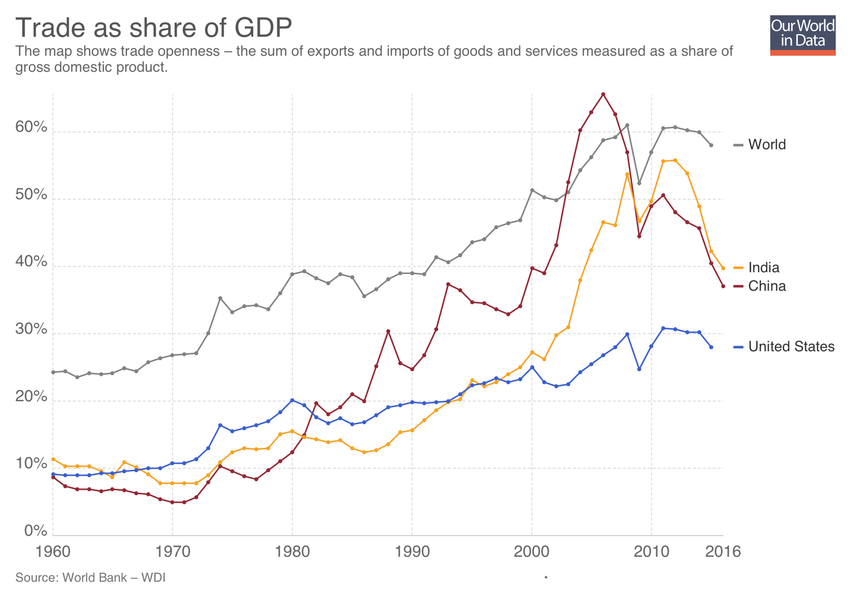 Trade as share of GDP
Our World
in Data
The map shows trade openness – the sum of exports and imports of goods and services measured as a share of
gross domestic product.
60%
50%
40%
30%
20%
10%
0%
World
India
China
United States
1960 1970 1980 1990 2000 2010 2016
Source: World Bank – WDI